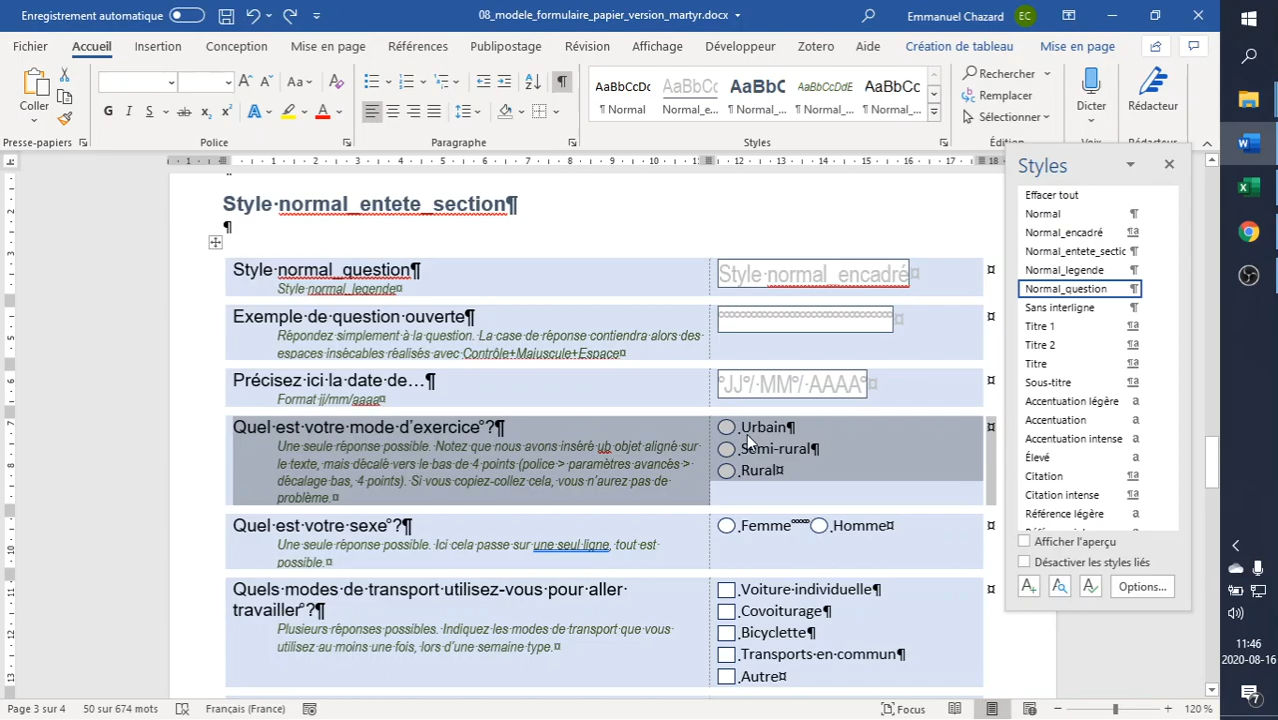 Enregistrement automatique
08_modele_formulaire_papier_version_martyr.docx
Emmanuel Chazard
EC
Fichier
Accueil
Insertion
Conception
Mise en page
Références
Publipostage
Révision
Affichage
Développeur
Zotero
Aide
Création de tableau
Mise en page
Coller
Presse-papiers
Police
Paragraphe
AaBbCcDc
AaBbCc
AaBbC
AaBbCcDdE
AaBbCc
¶ Normal
Normal_e...
¶ Normal_...
¶ Normal_...
¶ Normal_...
Styles
Rechercher
Remplacer
Sélectionner
Édition
Dicter
Voix
Rédacteur
Rédacteur
Style·normal_entete_section¶
¶
Style·normal_question¶
Style·normal_legende¤
Style·normal_encadré¤
Exemple·de·question·ouverte¶
Répondez·simplement·à·la·question.·La·case·de·réponse·contiendra·alors·des·
espaces·insécables·réalisés·avec·Contrôle+Majuscule+Espace¤
Précisez·ici·la·date·de…¶
Format·jj/mm/aaaa¤
°JJ°/·MM°/·AAAA°¤
Quel·est·votre·mode·d'exercice°?¶
Une·seule·réponse·possible.·Notez·que·nous·avons·inséré·ub·objet·aligné·sur·
le·texte,·mais·décalé·vers·le·bas·de·4·points·(police·>·paramètres·avancés·>·
décalage·bas,·4·points).·Si·vous·copiez-collez·cela,·vous·n'aurez·pas·de·
problème.¤
Urbain¶
Semi-rural¶
Rural¤
Quel·est·votre·sexe°?¶
Une·seule·réponse·possible.·Ici·cela·passe·sur·une·seul·ligne,·tout·est·
possible.¤
Femme°°°°
Homme¤
Quels·modes·de·transport·utilisez-vous·pour·aller·
travailler°?¶
Plusieurs·réponses·possibles.·Indiquez·les·modes·de·transport·que·vous·
utilisez·au·moins·une·fois,·lors·d'une·semaine·type.¤
Voiture·individuelle¶
Covoiturage¶
Bicyclette¶
Transports·en·commun¶
Autre¤
Styles
Effacer tout
Normal
Normal_encadré
Normal_entete_sectic
Normal_legende
Normal_question
Sans interligne
Titre 1
Titre 2
Titre
Sous-titre
Accentuation légère
Accentuation
Accentuation intense
Élevé
Citation
Citation intense
Référence légère
Afficher l'aperçu
Désactiver les styles liés
Options...
Page 3 sur 4
50 sur 674 mots
Français (France)
Focus
120 %
11:46
2020-08-16
7